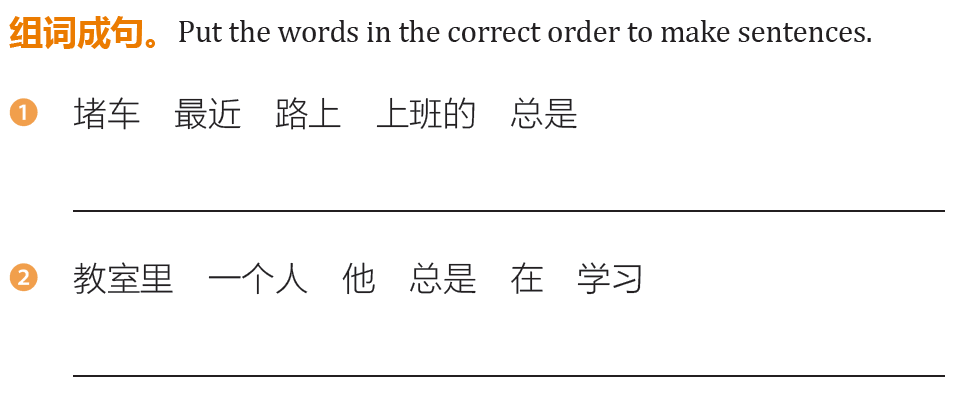 组词成句。Put the words in the correct order to make sentences.
1 堵车 最近 路上 上班的 总是
2 教室里 一个人 他 总是 在 学习